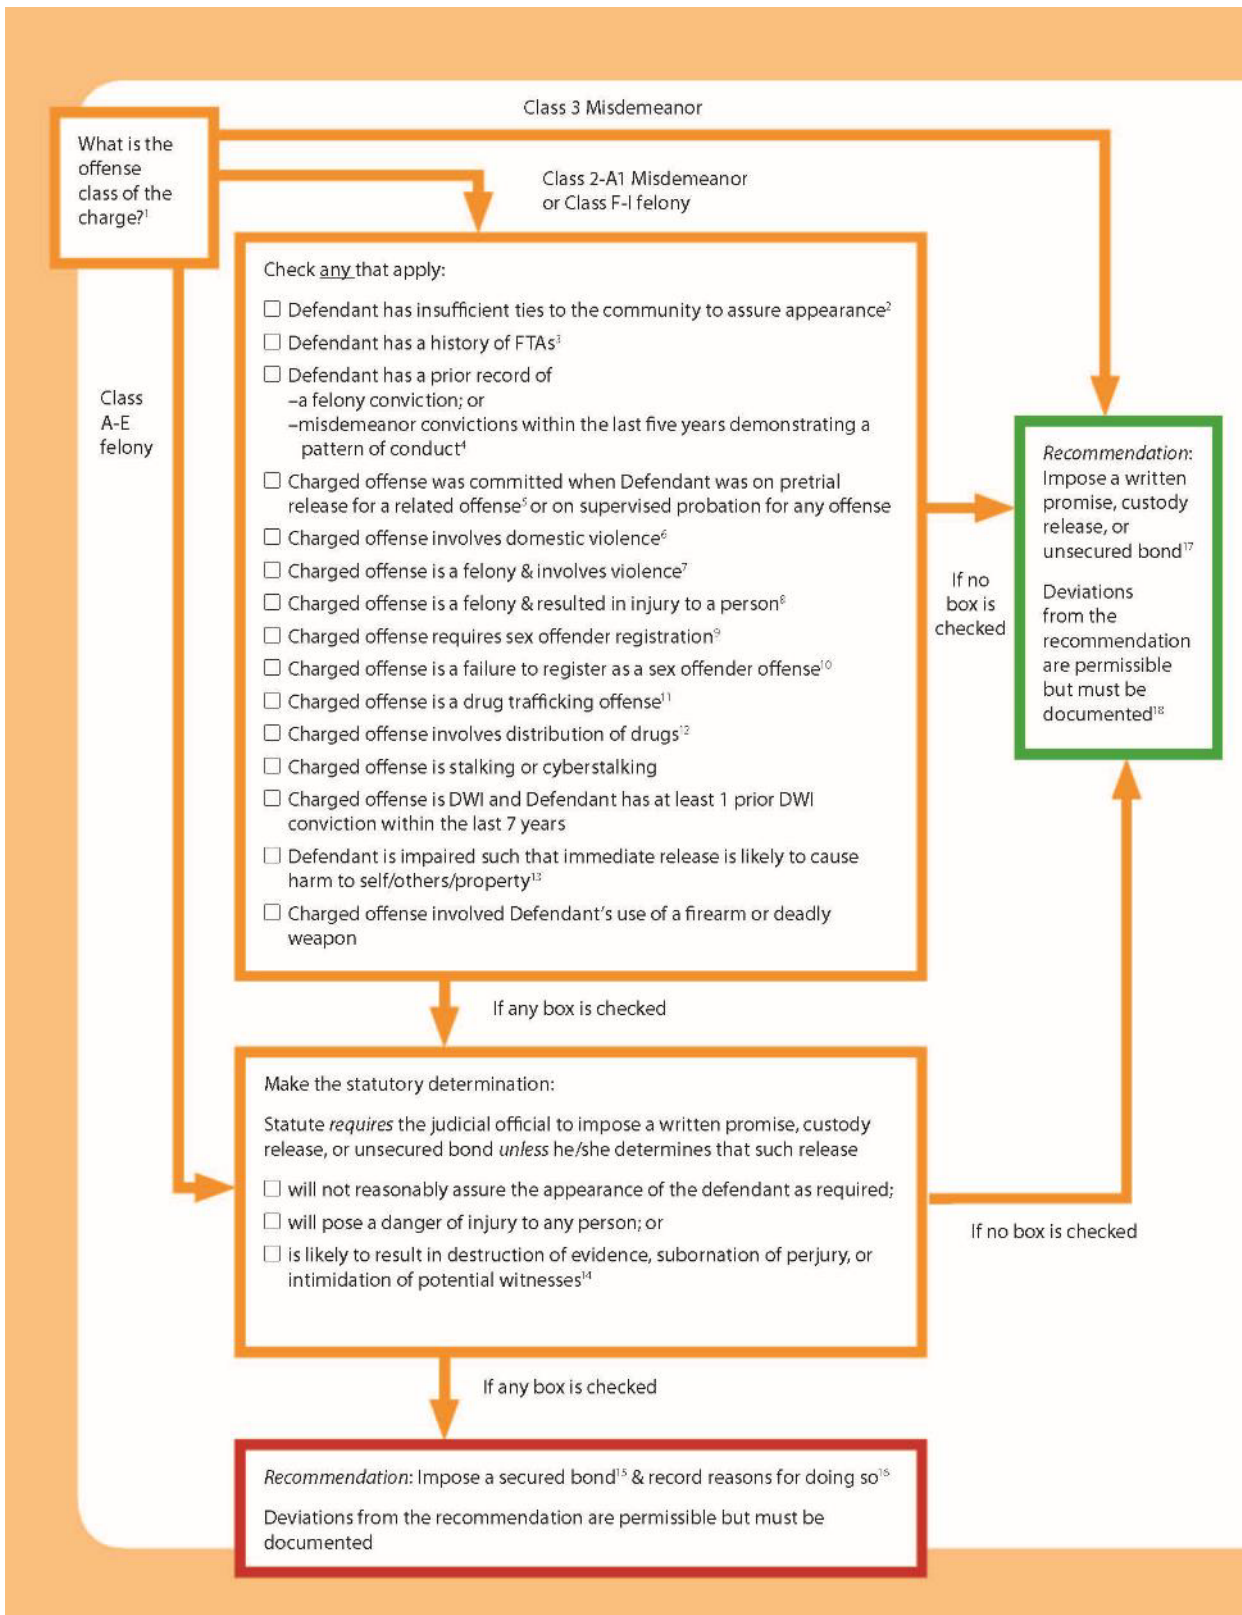 Class 3 Misdemeanor
What is the
offense
class of the
charge?¹
Class 2-A1 Misdemeanor
or Class F-I felony
Check any that apply:
☐ Defendant has insufficient ties to the community to assure appearance²
☐ Defendant has a history of FTAs³
☐ Defendant has a prior record of
–a felony conviction; or
–misdemeanor convictions within the last five years demonstrating a
pattern of conduct⁴
☐ Charged offense was committed when Defendant was on pretrial
release for a related offense⁵ or on supervised probation for any offense
☐ Charged offense involves domestic violence⁶
☐ Charged offense is a felony & involves violence⁷
☐ Charged offense is a felony & resulted in injury to a person⁸
☐ Charged offense requires sex offender registration⁹
☐ Charged offense is a failure to register as a sex offender offense¹⁰
☐ Charged offense is a drug trafficking offense¹¹
☐ Charged offense involves distribution of drugs¹²
☐ Charged offense is stalking or cyberstalking
☐ Charged offense is DWI and Defendant has at least 1 prior DWI
conviction within the last 7 years
☐ Defendant is impaired such that immediate release is likely to cause
harm to self/others/property¹³
☐ Charged offense involved Defendant's use of a firearm or deadly
weapon
Class
A-E
felony
If no
box is
checked
Recommendation:
Impose a written
promise, custody
release, or
unsecured bond¹⁷
Deviations
from the
recommendation
are permissible
but must be
documented¹⁸
If any box is checked
Make the statutory determination:
Statute requires the judicial official to impose a written promise, custody
release, or unsecured bond unless he/she determines that such release
☐ will not reasonably assure the appearance of the defendant as required;
☐ will pose a danger of injury to any person; or
☐ is likely to result in destruction of evidence, subornation of perjury, or
intimidation of potential witnesses¹⁴
If no box is checked
If any box is checked
Recommendation: Impose a secured bond¹⁵ & record reasons for doing so¹⁶
Deviations from the recommendation are permissible but must be
documented